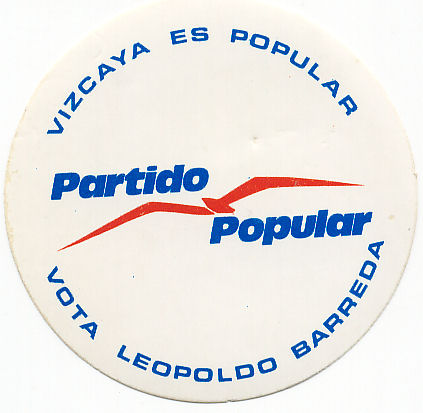 VIZCAYA ES POPULAR
Partido
Popular
VOTA LEOPOLDO BARREDA